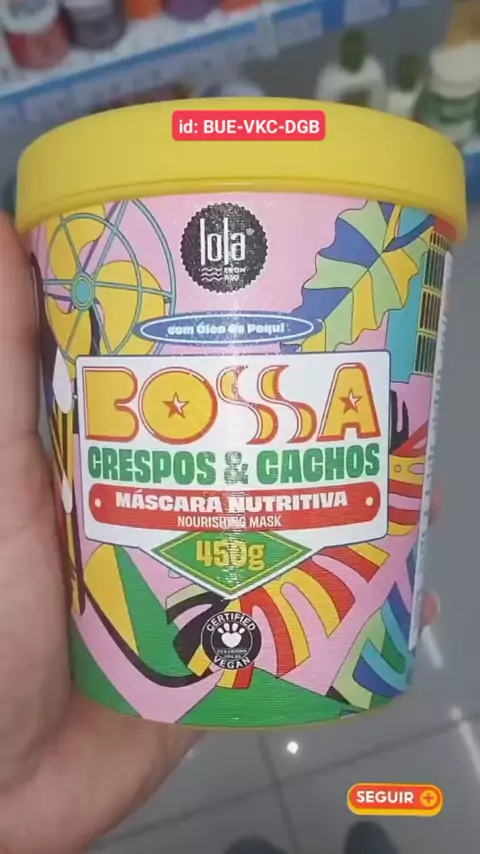 id: BUE-VKC-DGB
lola
FROM
RIO
com Óleo de Pequi
BOSSA
CRESPOS & CACHOS
MÁSCARA NUTRITIVA
NOURISHING MASK
450g
CERTIFIED
VEGAN
SEGUIR